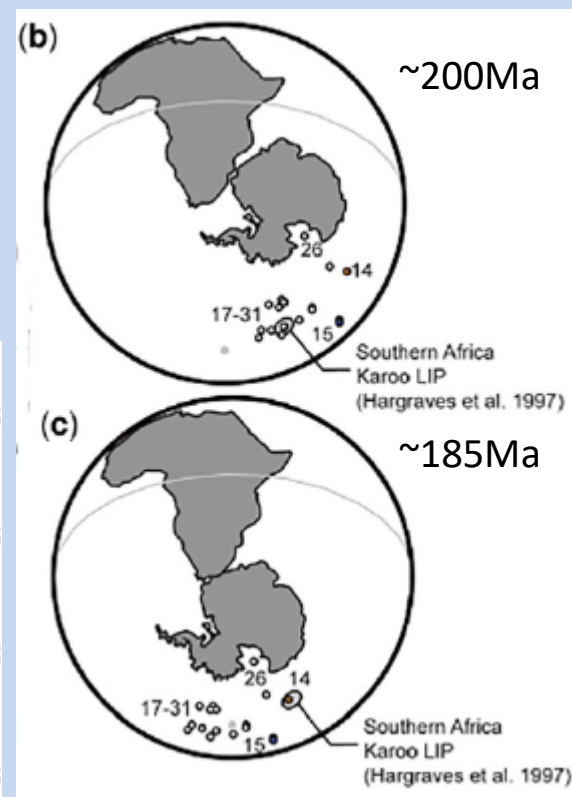 (b)
~200Ma
26
14
17-31
15
Southern Africa
Karoo LIP
(Hargraves et al. 1997)
(c)
~185Ma
26
14
17-31
15
Southern Africa
Karoo LIP
(Hargraves et al. 1997)